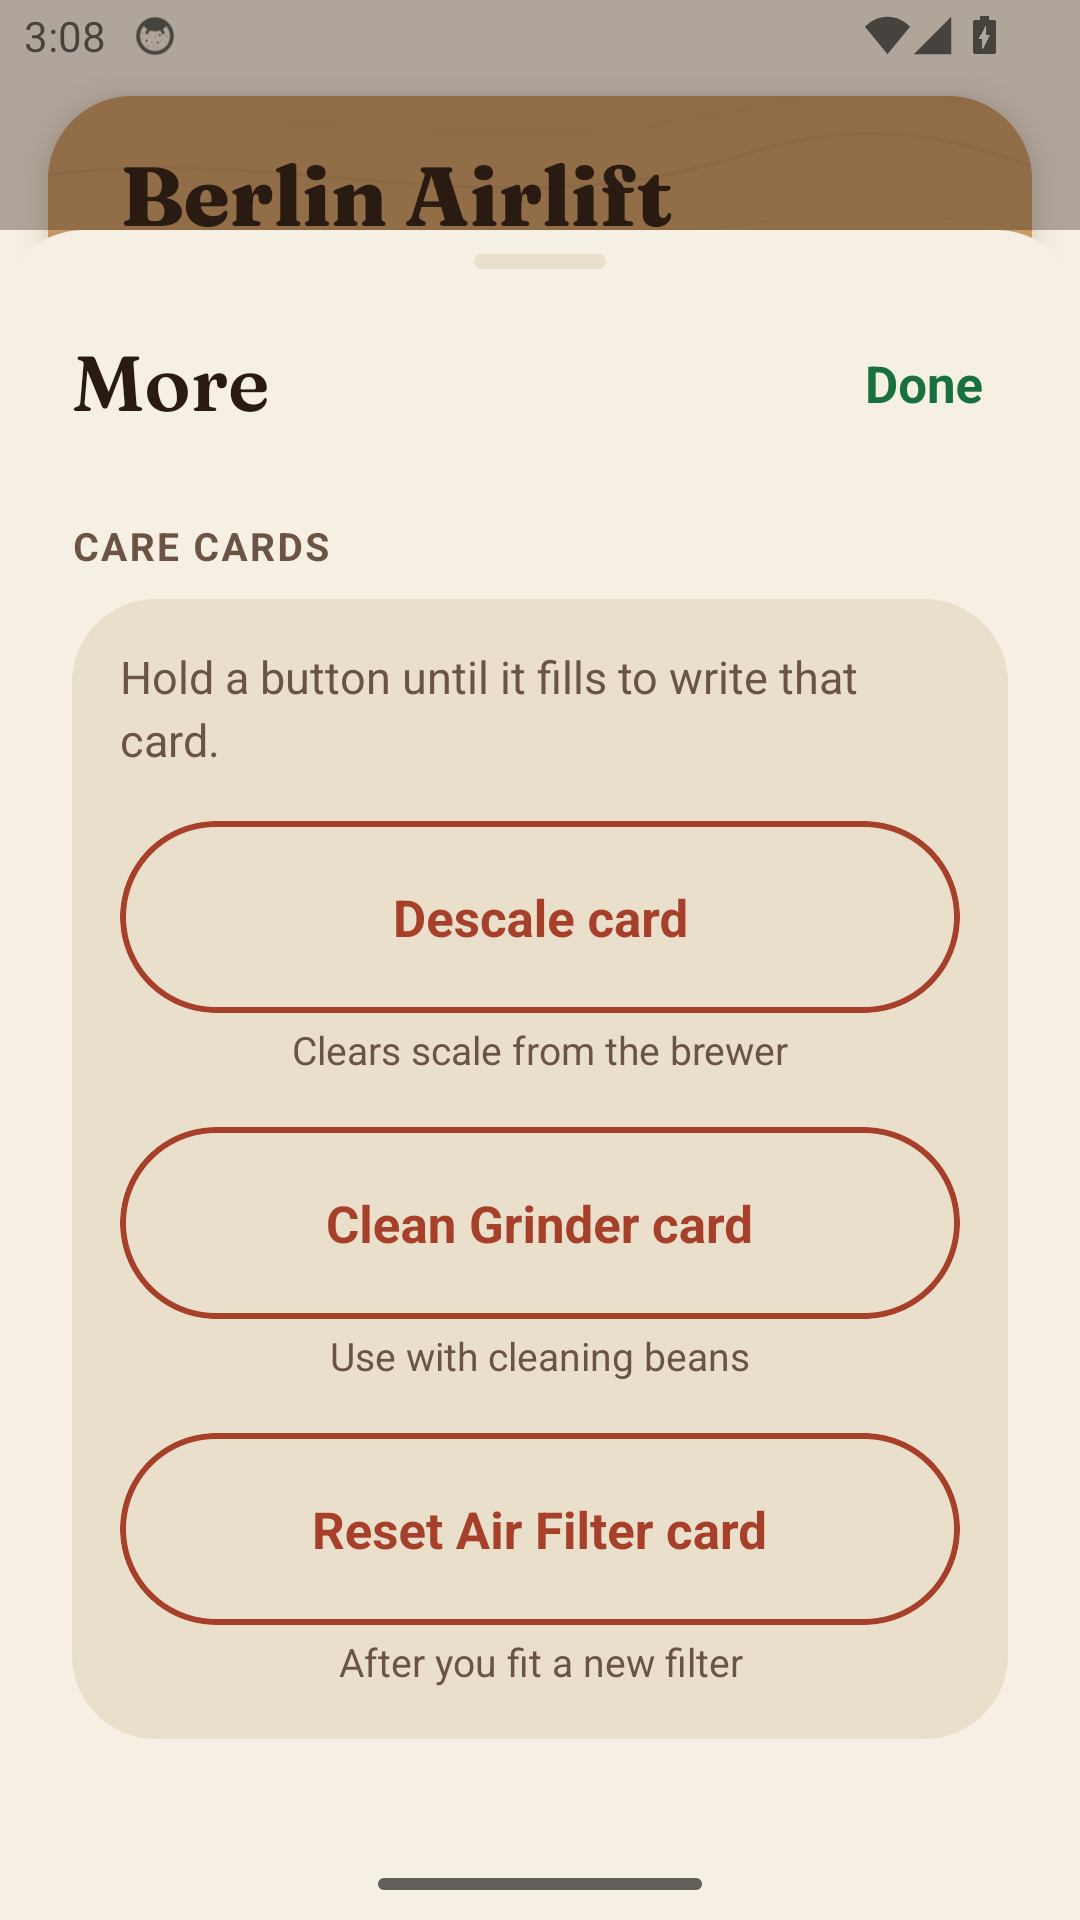 3:08
Berlin Airlift
More
Done
CARE CARDS
Hold a button until it fills to write that
card.
Descale card
Clears scale from the brewer
Clean Grinder card
Use with cleaning beans
Reset Air Filter card
After you fit a new filter